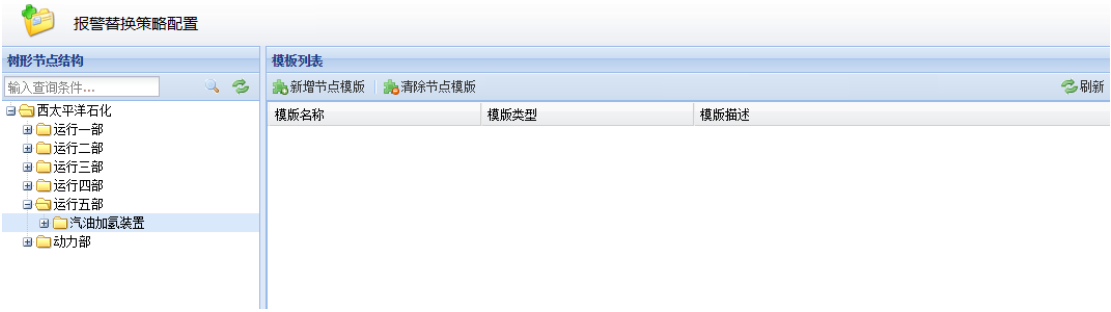 报警替换策略配置
树形节点结构
输入查询条件...
西太平洋石化
运行一部
运行二部
运行三部
运行四部
运行五部
汽油加氢装置
动力部
模板列表
新增节点模版 清除节点模版 刷新
模版名称 模版类型 模版描述